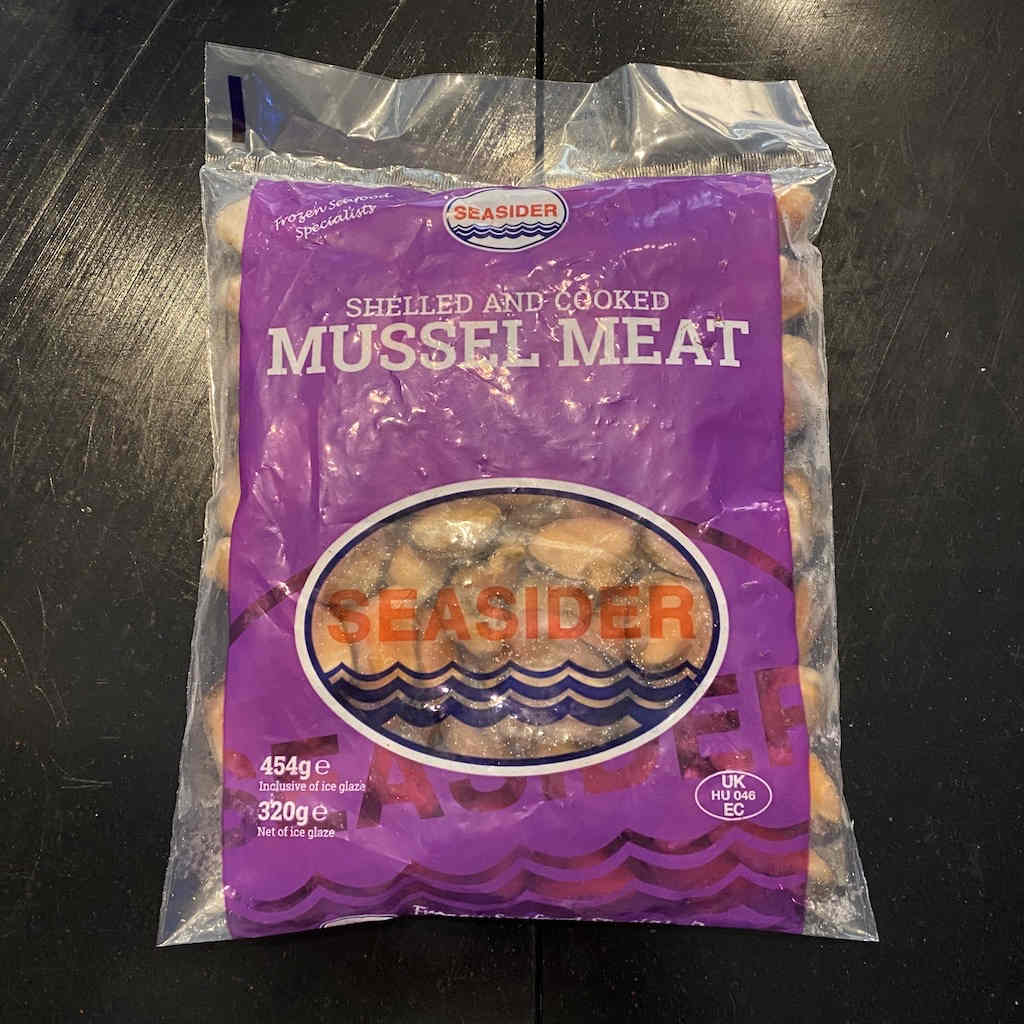 Frozen Seafood
Specialists
SEASIDER
SHELLED AND COOKED
MUSSEL MEAT
SEASIDER
SEASIDER
454g e
Inclusive of ice glaze
320g e
Net of ice glaze
UK
HU 046
EC